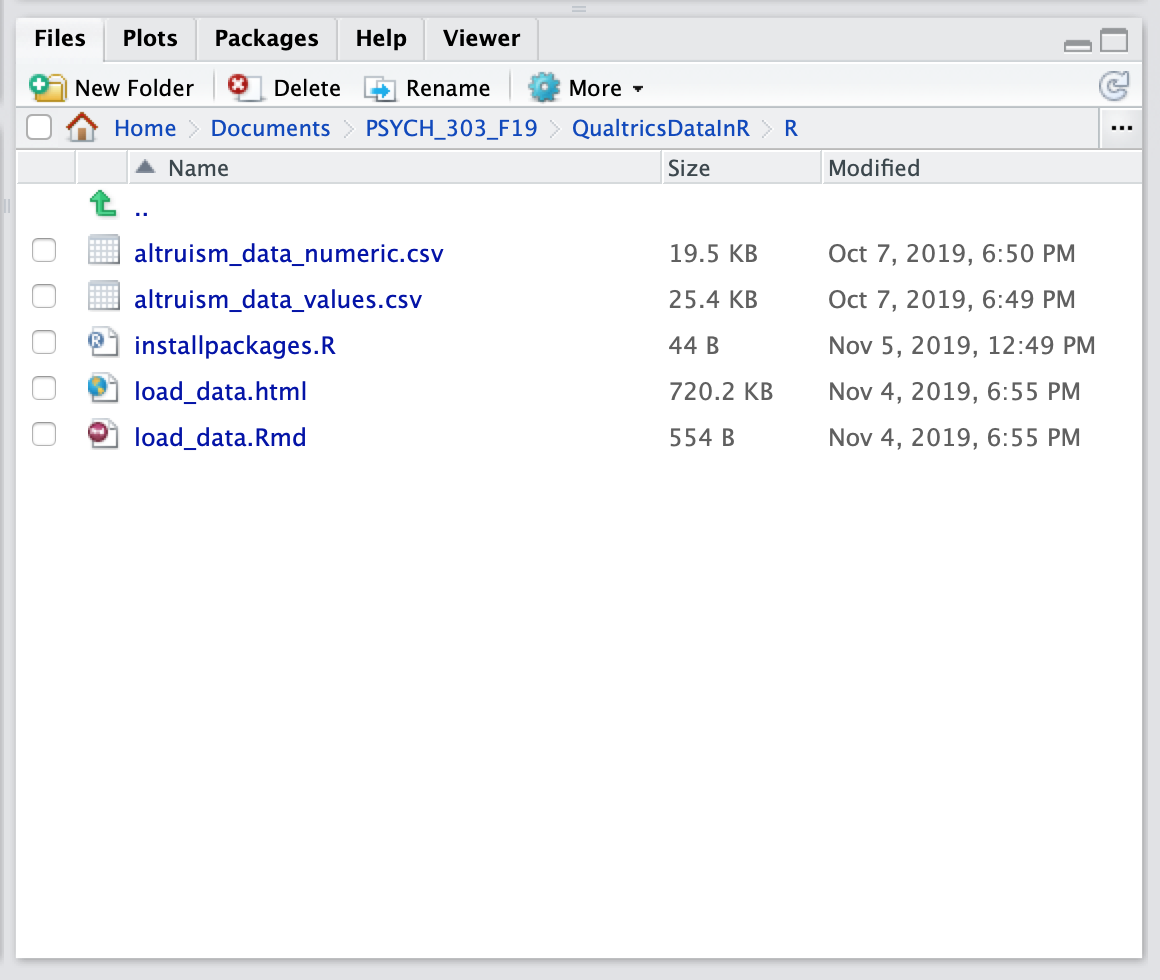 Files Plots Packages Help Viewer
New Folder Delete Rename More
Home Documents PSYCH_303_F19 QualtricsDataInR R ...
Name Size Modified
..
altruism_data_numeric.csv 19.5 KB Oct 7, 2019, 6:50 PM
altruism_data_values.csv 25.4 KB Oct 7, 2019, 6:49 PM
installpackages.R 44 B Nov 5, 2019, 12:49 PM
load_data.html 720.2 KB Nov 4, 2019, 6:55 PM
load_data.Rmd 554 B Nov 4, 2019, 6:55 PM